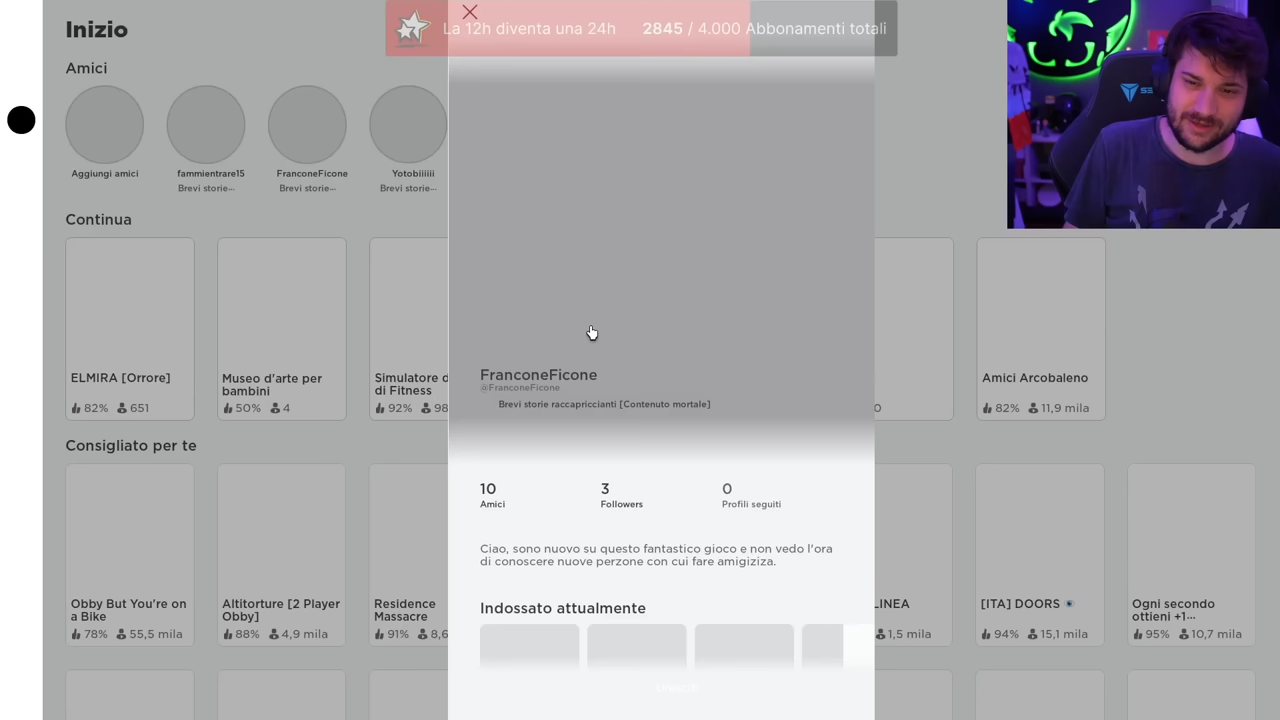 Inizio
La 12h diventa una 24h
2845 / 4.000 Abbonamenti totali
Amici
Aggiungi amici
fammientrare15
Brevi storie...
FranconeFicone
Brevi storie...
Yotobiiiiii
Brevi storie...
Continua
ELMIRA [Orrore]
82% 651
Museo d'arte per
bambini
50% 4
Simulatore d
di Fitness
92% 98
0
Amici Arcobaleno
82% 11,9 mila
FranconeFicone
@FranconeFicone
Brevi storie raccapriccianti [Contenuto mortale]
10
Amici
3
Followers
0
Profili seguiti
Ciao, sono nuovo su questo fantastico gioco e non vedo l'ora
di conoscere nuove perzone con cui fare amigiziza.
Indossato attualmente
Consigliato per te
Obby But You're on
a Bike
78% 55,5 mila
Altitorture [2 Player
Obby]
88% 4,9 mila
Residence
Massacre
91% 8,6
LINEA
1,5 mila
[ITA] DOORS
94% 15,1 mila
Ogni secondo
ottieni +1...
95% 10,7 mila